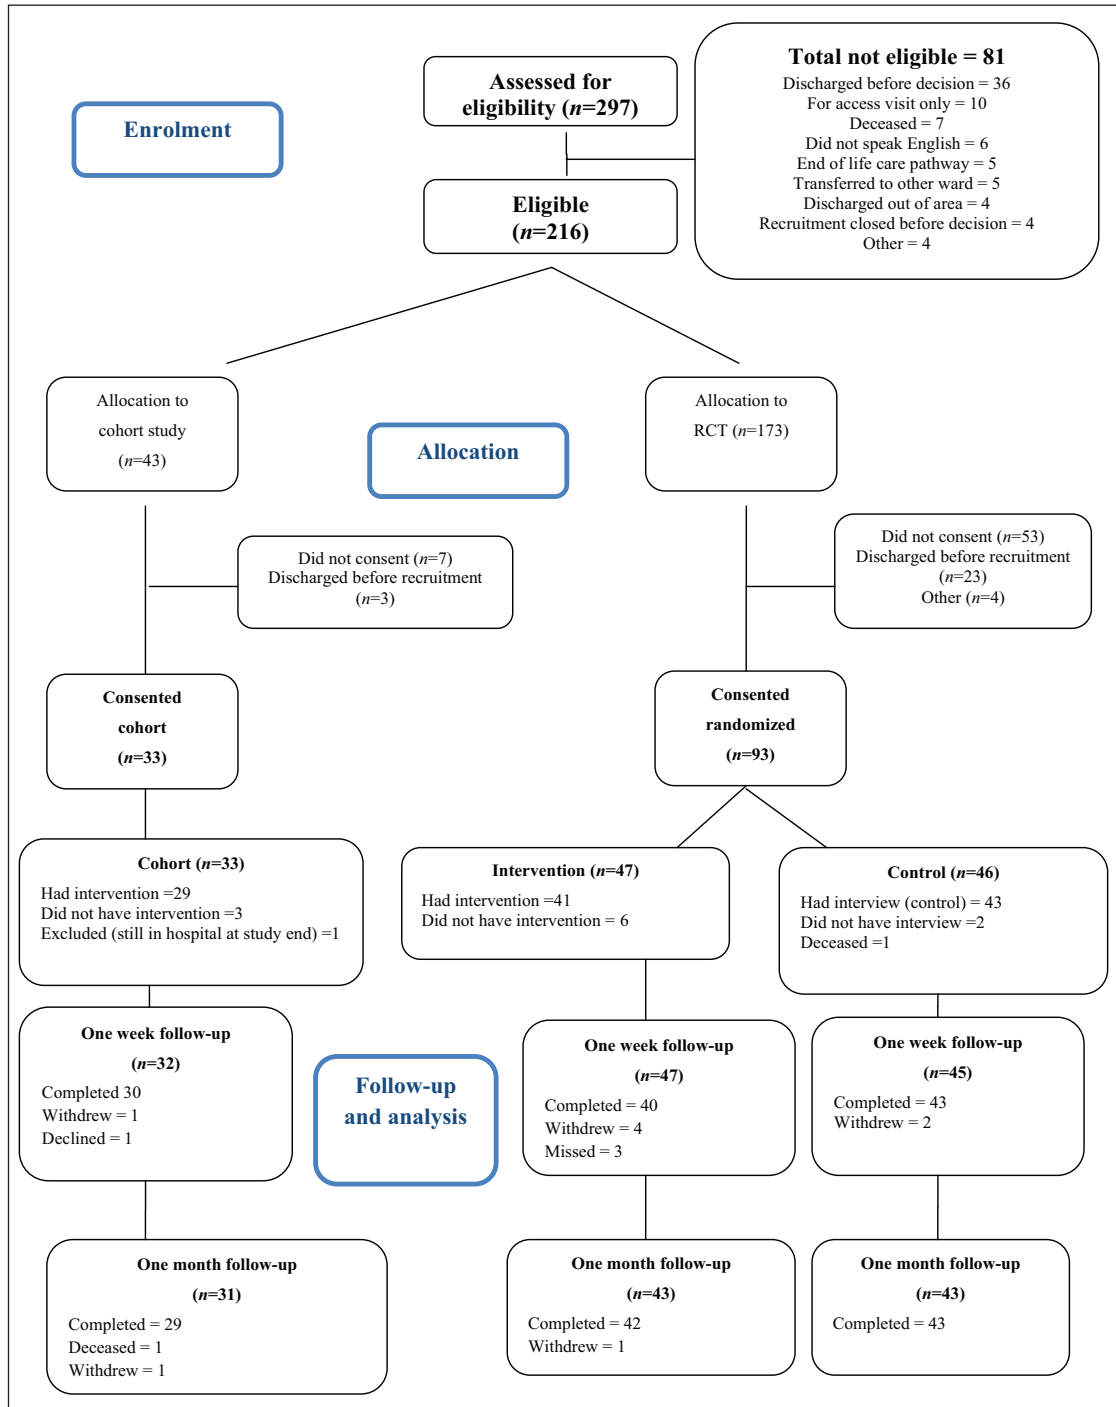 Assessed for
eligibility (n=297)
Total not eligible = 81
Discharged before decision = 36
For access visit only = 10
Deceased = 7
Did not speak English = 6
End of life care pathway = 5
Transferred to other ward = 5
Discharged out of area = 4
Recruitment closed before decision = 4
Other = 4
Enrolment
Eligible
(n=216)
Allocation to
cohort study
(n=43)
Allocation
Allocation to
RCT (n=173)
Did not consent (n=7)
Discharged before recruitment
(n=3)
Did not consent (n=53)
Discharged before recruitment
(n=23)
Other (n=4)
Consented
cohort
(n=33)
Consented
randomized
(n=93)
Cohort (n=33)
Had intervention =29
Did not have intervention =3
Excluded (still in hospital at study end) =1
Intervention (n=47)
Had intervention =41
Did not have intervention = 6
Control (n=46)
Had interview (control) = 43
Did not have interview =2
Deceased =1
One week follow-up
(n=32)
Completed 30
Withdrew = 1
Declined = 1
Follow-up
and analysis
One week follow-up
(n=47)
Completed = 40
Withdrew = 4
Missed = 3
One week follow-up
(n=45)
Completed = 43
Withdrew = 2
One month follow-up
(n=31)
Completed = 29
Deceased = 1
Withdrew = 1
One month follow-up
(n=43)
Completed = 42
Withdrew = 1
One month follow-up
(n=43)
Completed = 43